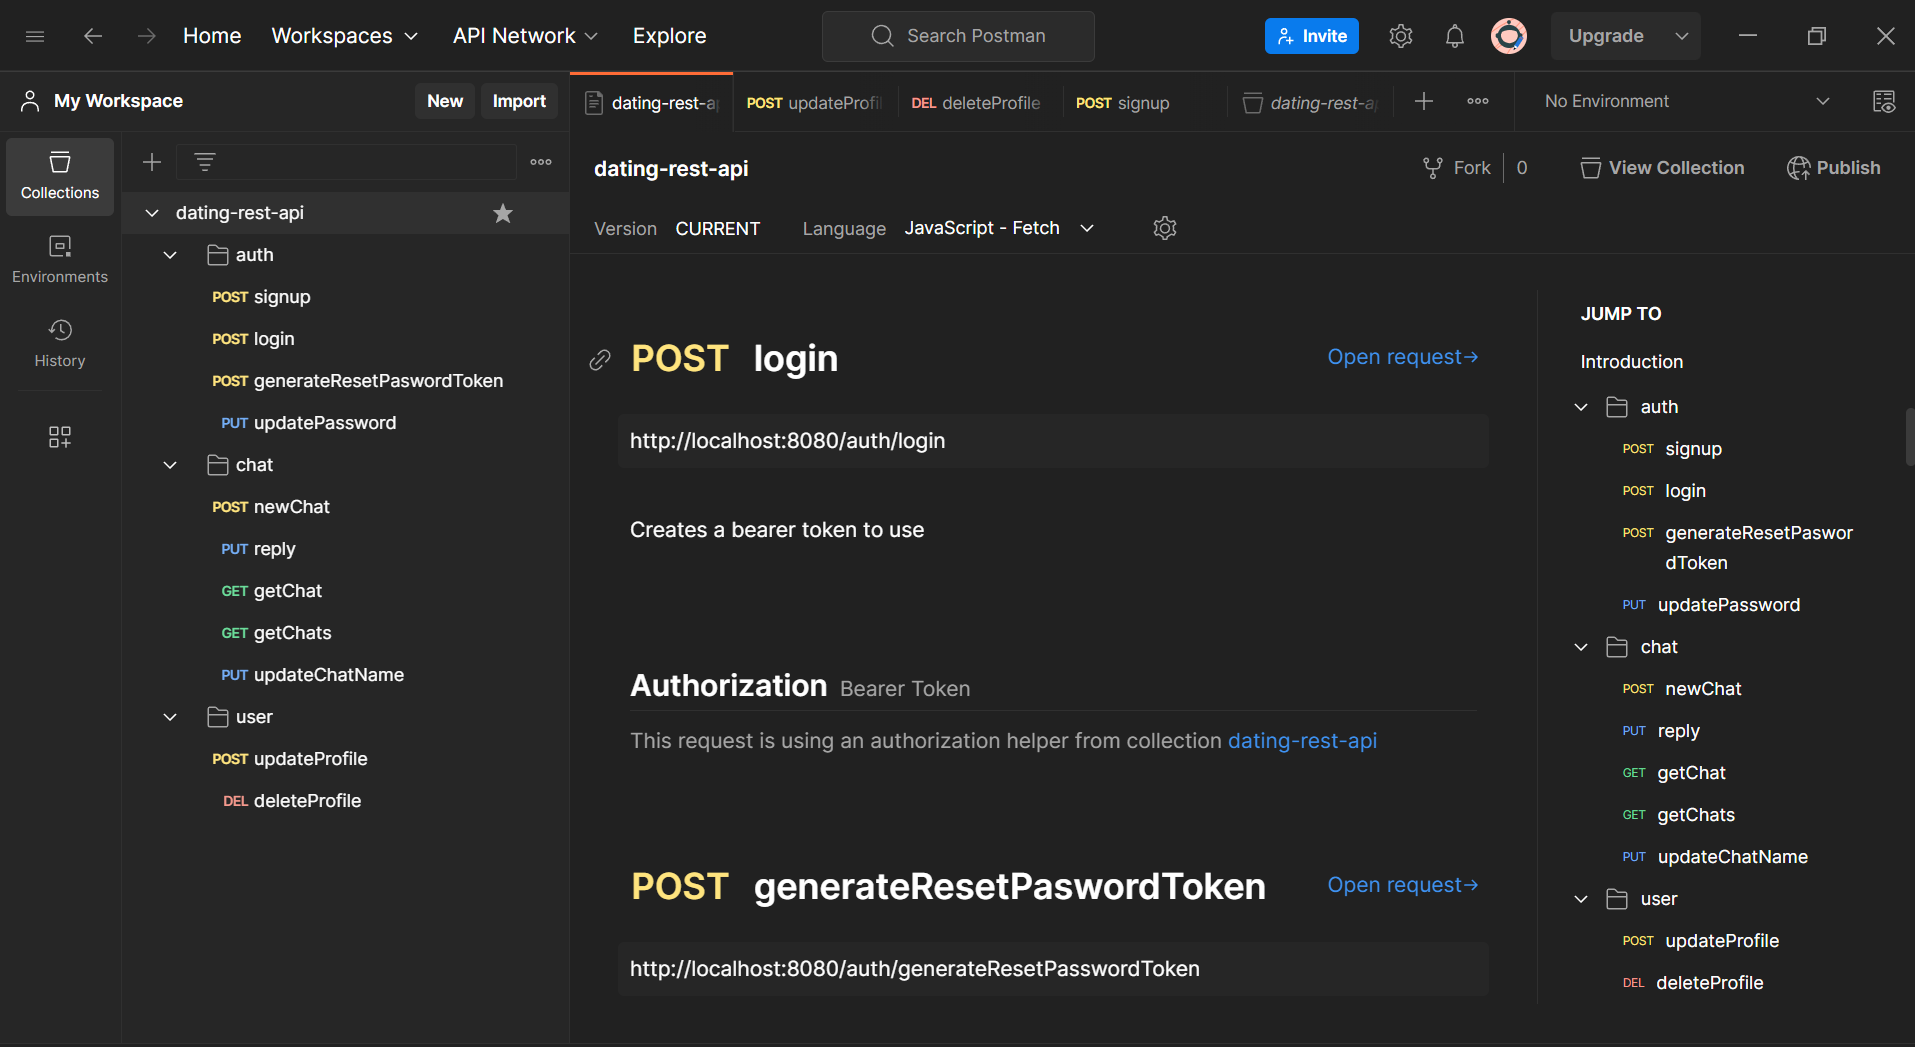 Home
Workspaces
API Network
Explore
Search Postman
Invite
Upgrade
My Workspace
New
Import
dating-rest-a
POST updateProfil
DEL deleteProfile
POST signup
dating-rest-a
No Environment
Collections
Environments
History
dating-rest-api
auth
POST signup
POST login
POST generateResetPaswordToken
PUT updatePassword
chat
POST newChat
PUT reply
GET getChat
GET getChats
PUT updateChatName
user
POST updateProfile
DEL deleteProfile
dating-rest-api
Fork
0
View Collection
Publish
Version CURRENT
Language JavaScript - Fetch
POST login
Open request→
http://localhost:8080/auth/login
Creates a bearer token to use
Authorization Bearer Token
This request is using an authorization helper from collection dating-rest-api
POST generateResetPaswordToken
Open request→
http://localhost:8080/auth/generateResetPasswordToken
JUMP TO
Introduction
auth
POST signup
POST login
POST generateResetPaswor
dToken
PUT updatePassword
chat
POST newChat
PUT reply
GET getChat
GET getChats
PUT updateChatName
user
POST updateProfile
DEL deleteProfile